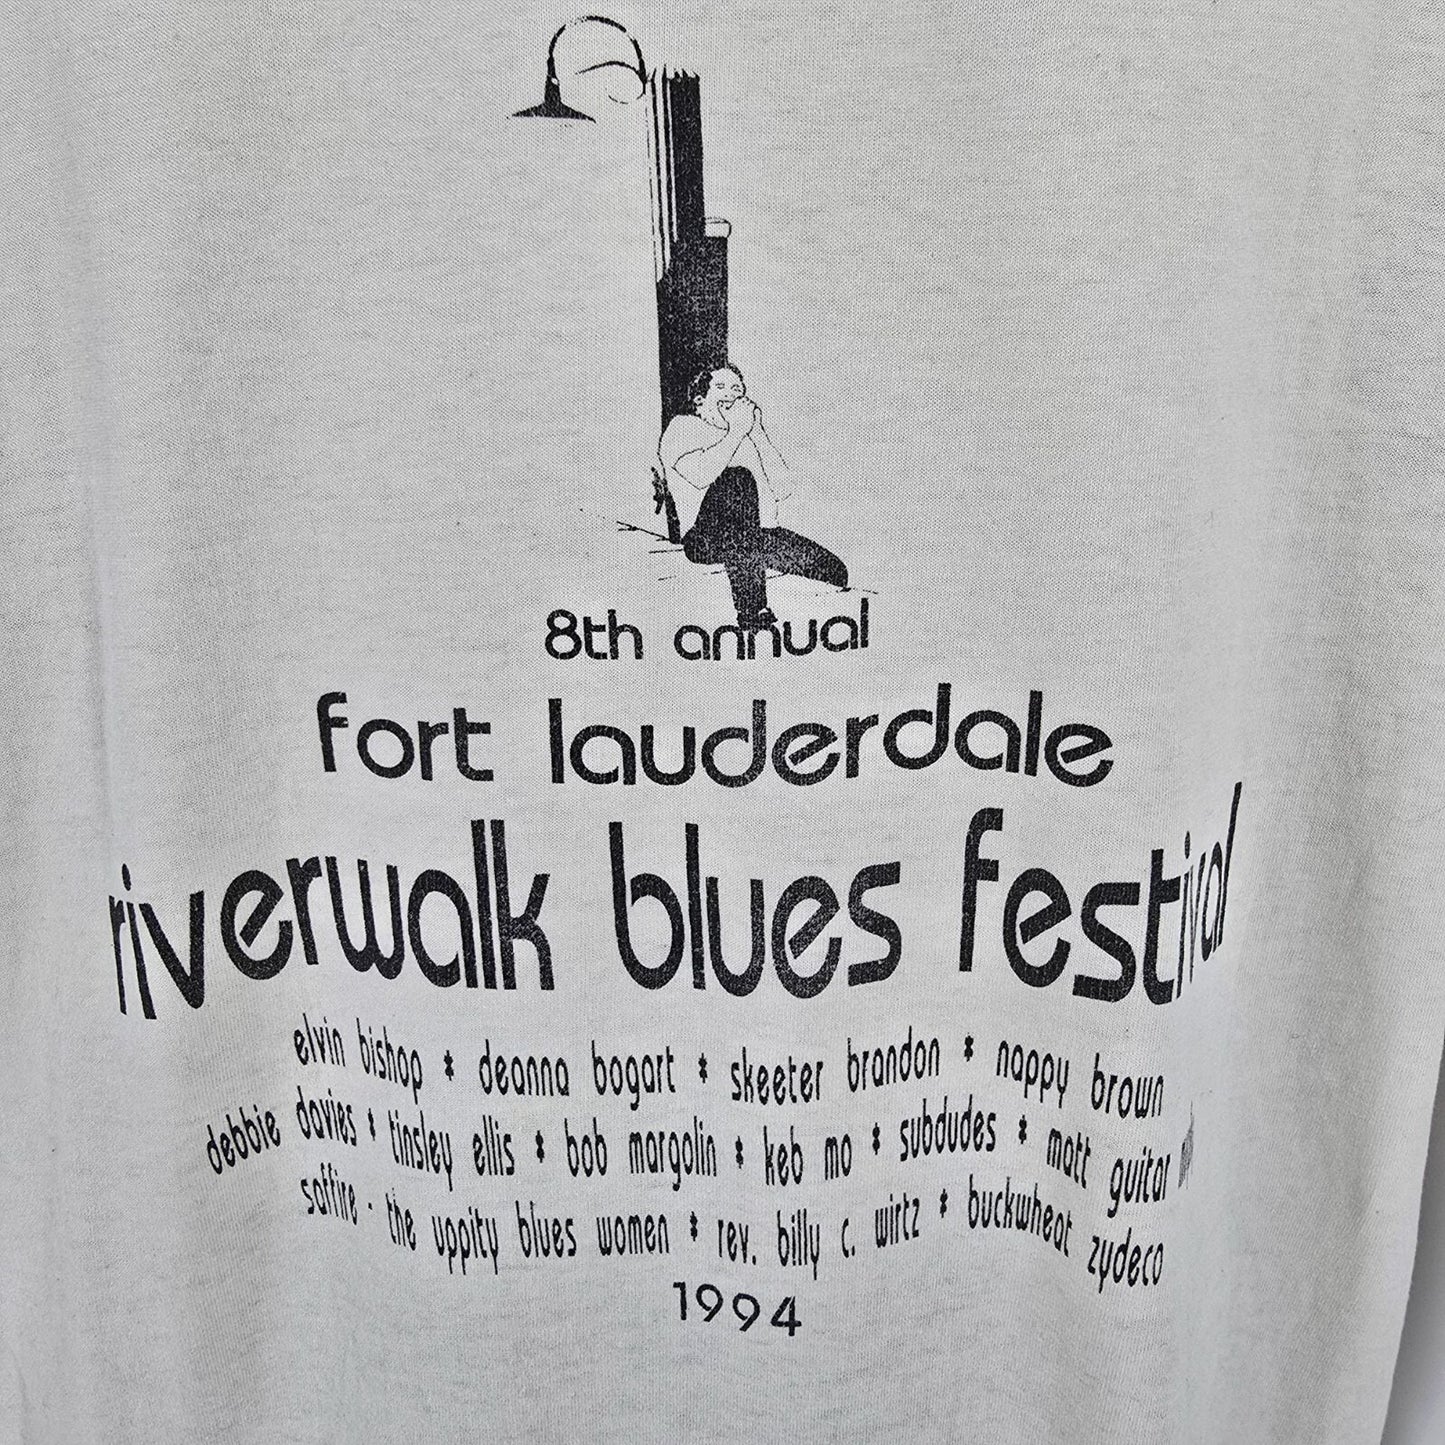 8th annual
fort lauderdale
riverwalk blues festival
elvin bishop * deanna bogart * skeeter brandon * nappy brown
debbie davies * tinsley ellis * bob margolin * keb mo * subdudes * matt guitar
saffire - the uppity blues women * rev. billy c. wirtz * buckwheat zydeco
1994